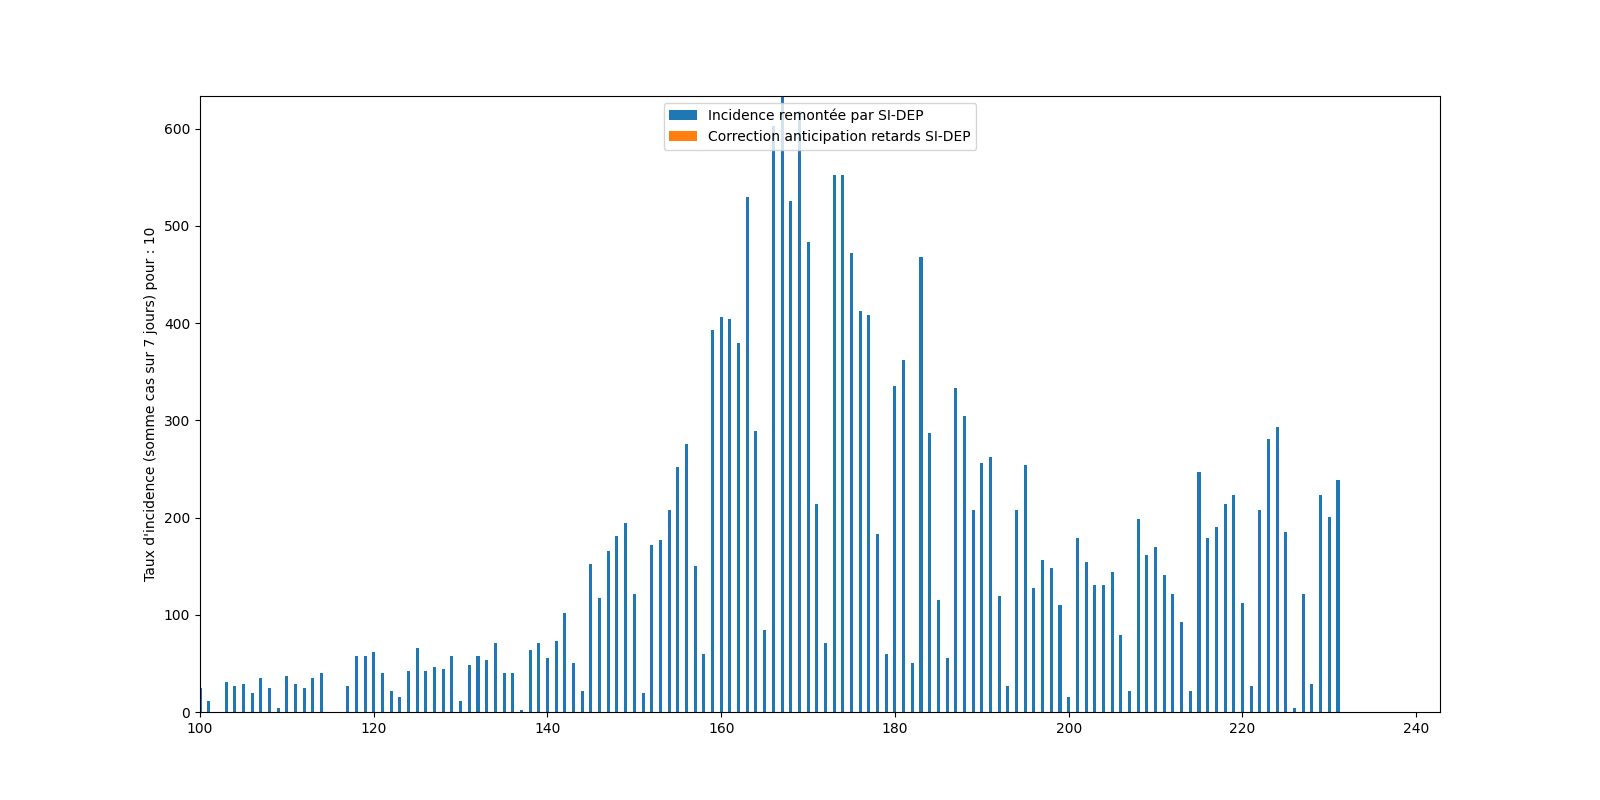 Incidence remontée par SI-DEP
Correction anticipation retards SI-DEP
Taux d'incidence (somme cas sur 7 jours) pour : 10
600
500
400
300
200
100
0
100 120 140 160 180 200 220 240